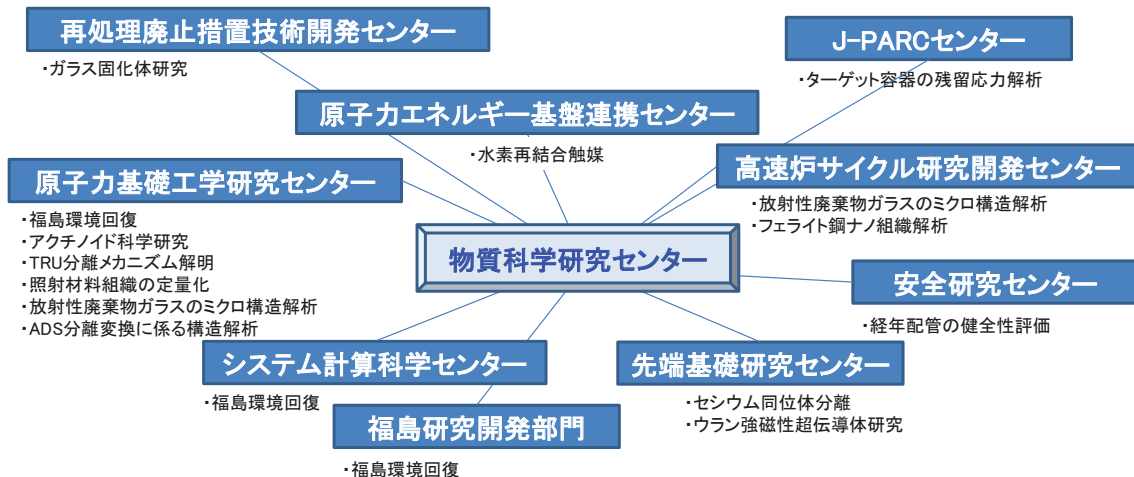 再処理廃止措置技術開発センター
・ガラス固化体研究
J-PARCセンター
・ターゲット容器の残留応力解析
原子力エネルギー基盤連携センター
・水素再結合触媒
原子力基礎工学研究センター
・福島環境回復
・アクチノイド科学研究
・TRU分離メカニズム解明
・照射材料組織の定量化
・放射性廃棄物ガラスのミクロ構造解析
・ADS分離変換に係る構造解析
高速炉サイクル研究開発センター
・放射性廃棄物ガラスのミクロ構造解析
・フェライト鋼ナノ組織解析
物質科学研究センター
安全研究センター
・経年配管の健全性評価
システム計算科学センター
・福島環境回復
先端基礎研究センター
・セシウム同位体分離
・ウラン強磁性超伝導体研究
福島研究開発部門
・福島環境回復